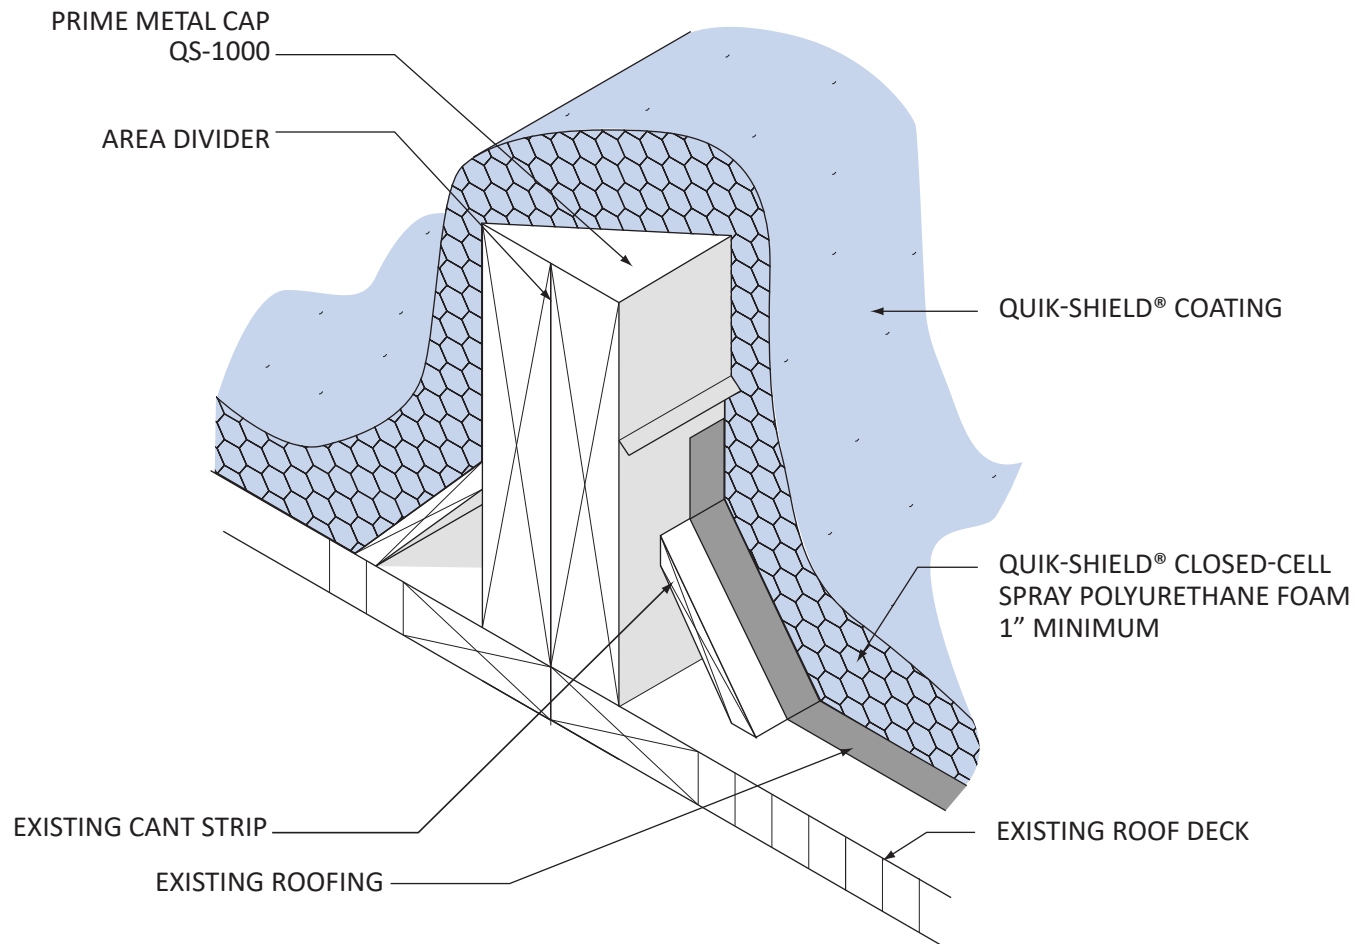 PRIME METAL CAP
QS-1000
AREA DIVIDER
QUIK-SHIELD® COATING
QUIK-SHIELD® CLOSED-CELL
SPRAY POLYURETHANE FOAM
1” MINIMUM
EXISTING CANT STRIP
EXISTING ROOF DECK
EXISTING ROOFING